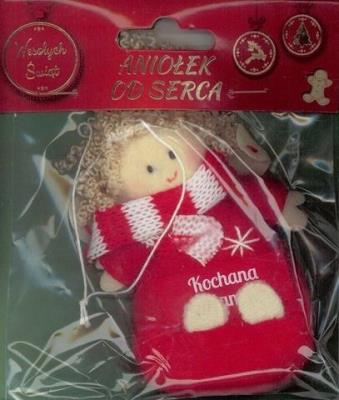 Wesołych
Świąt
ANIOŁEK
OD SERCA
Kochana